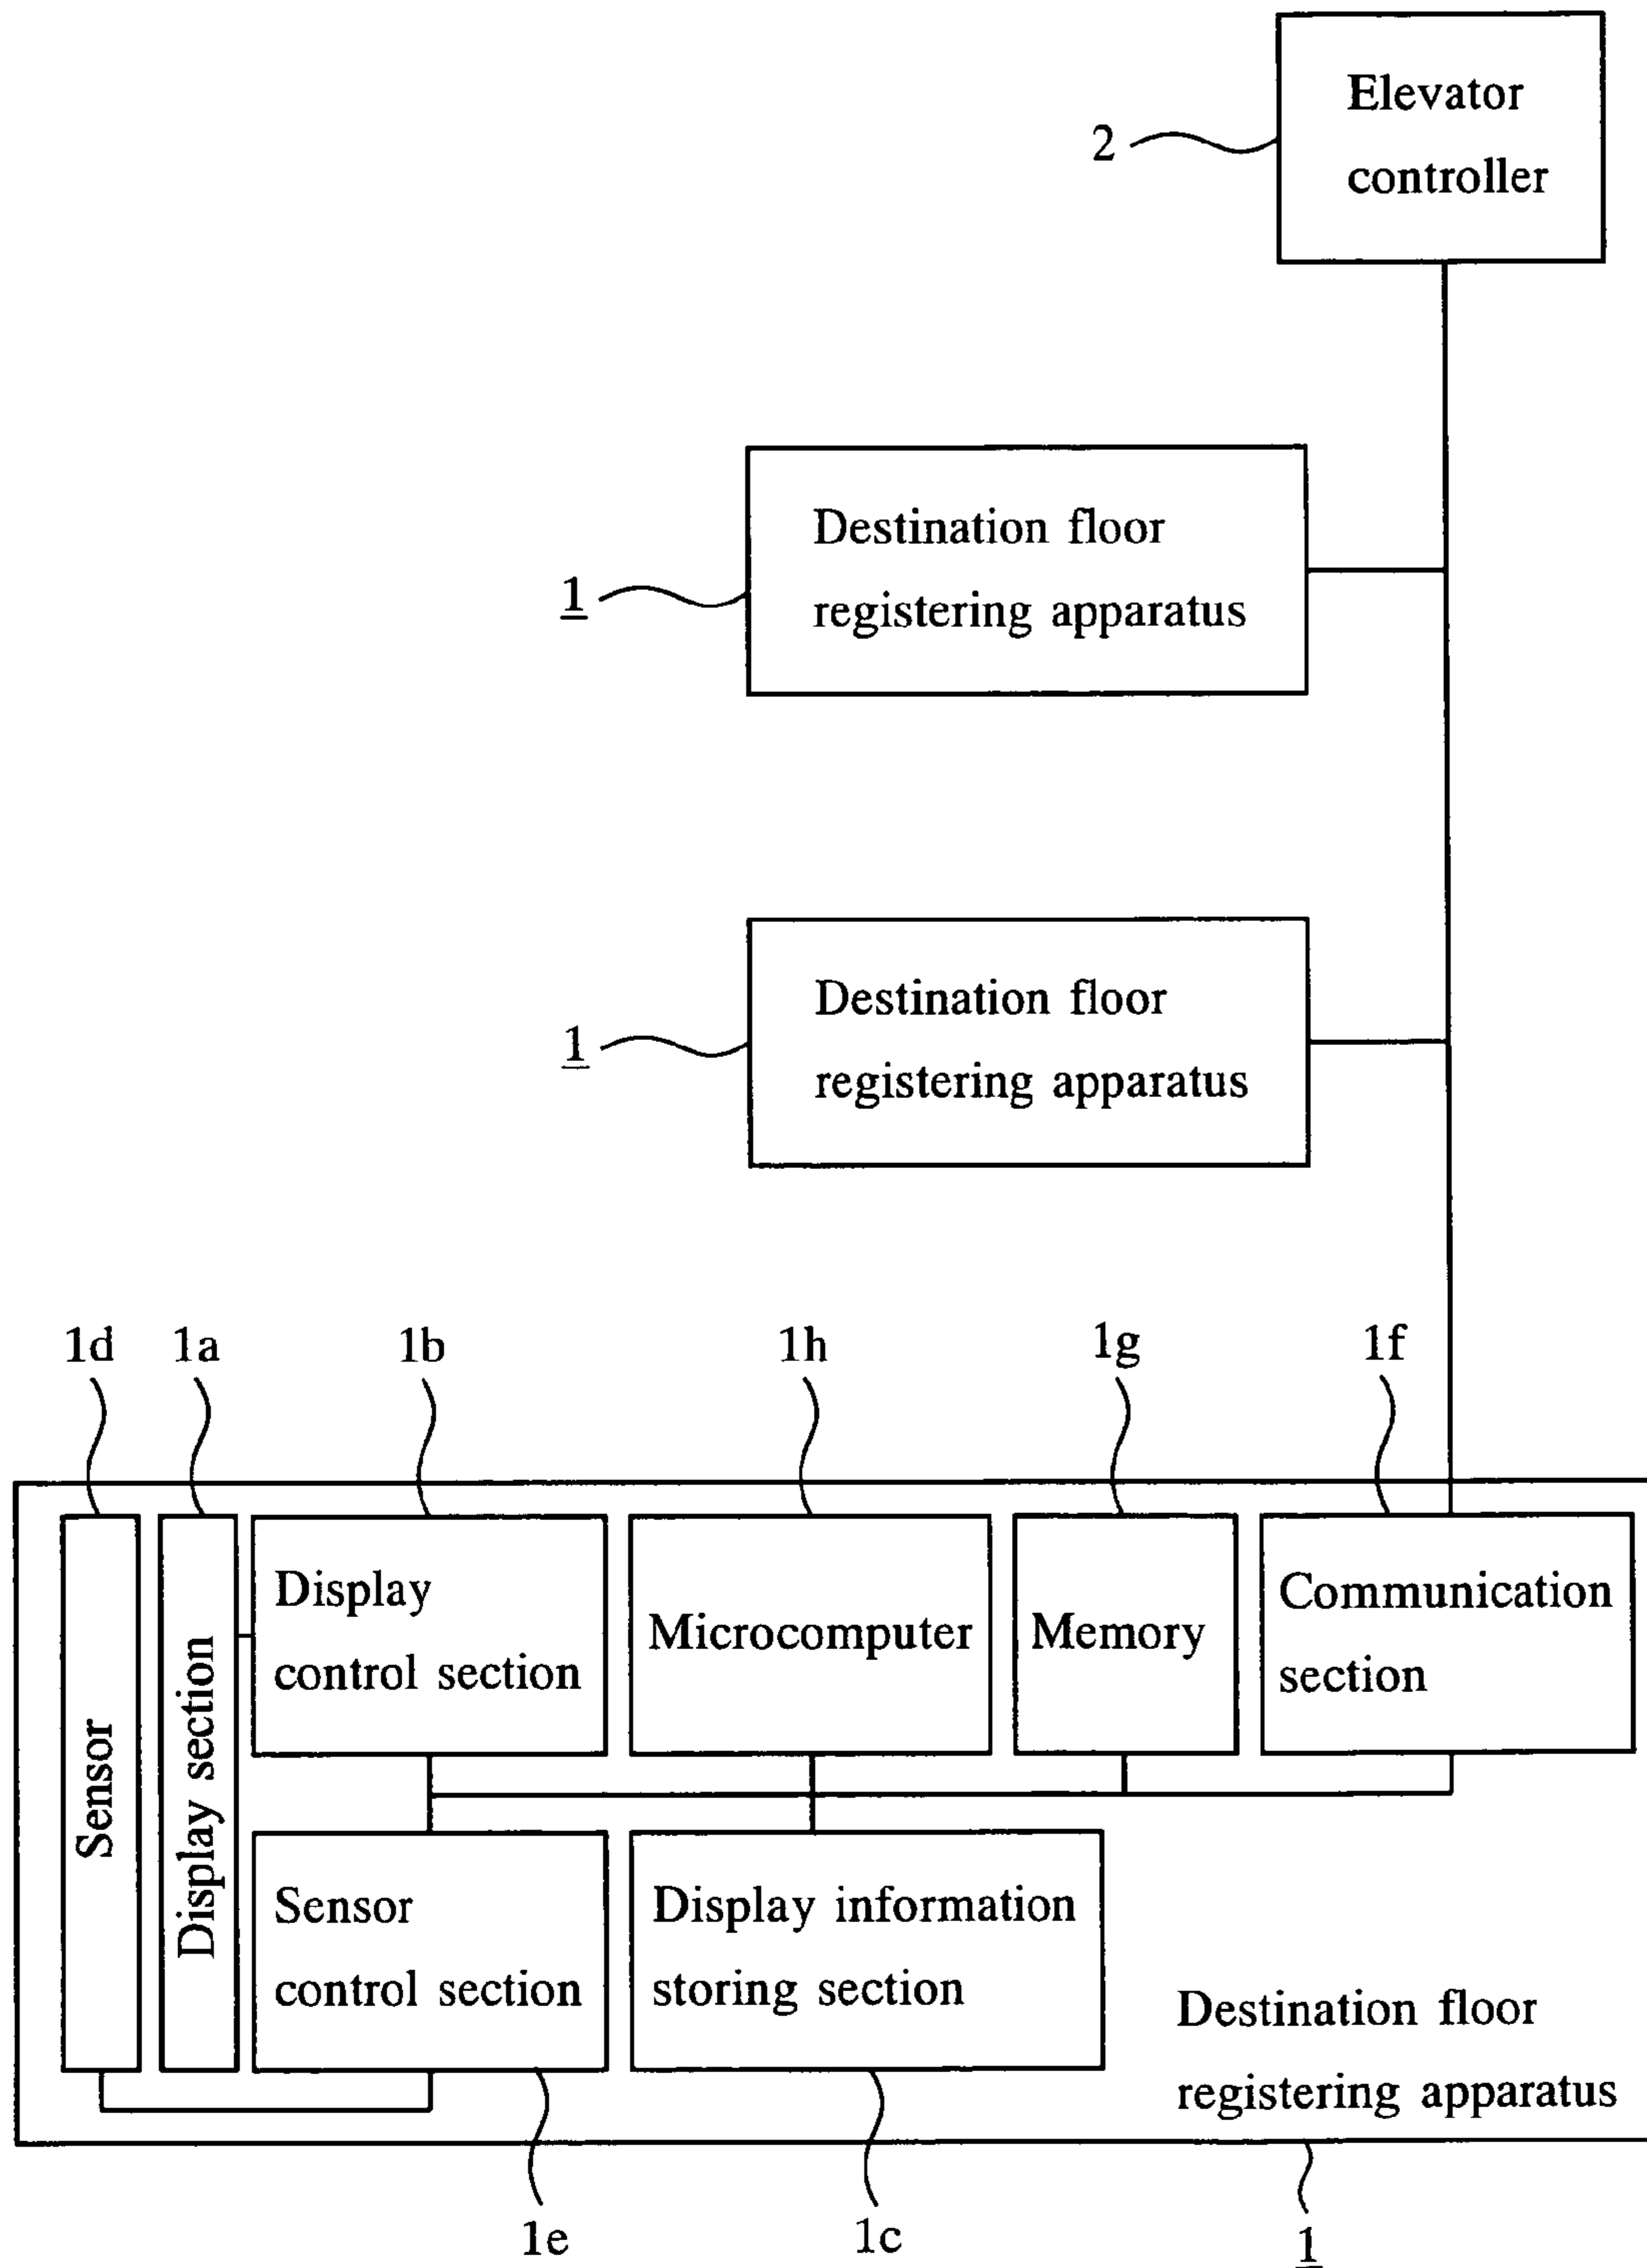 Elevator
controller
2
Destination floor
registering apparatus
1
Destination floor
registering apparatus
1
1d 1a 1b 1h 1g 1f
Sensor
Display section
Display
control section
Microcomputer
Memory
Communication
section
Sensor
control section
Display information
storing section
Destination floor
registering apparatus
1e 1c 1